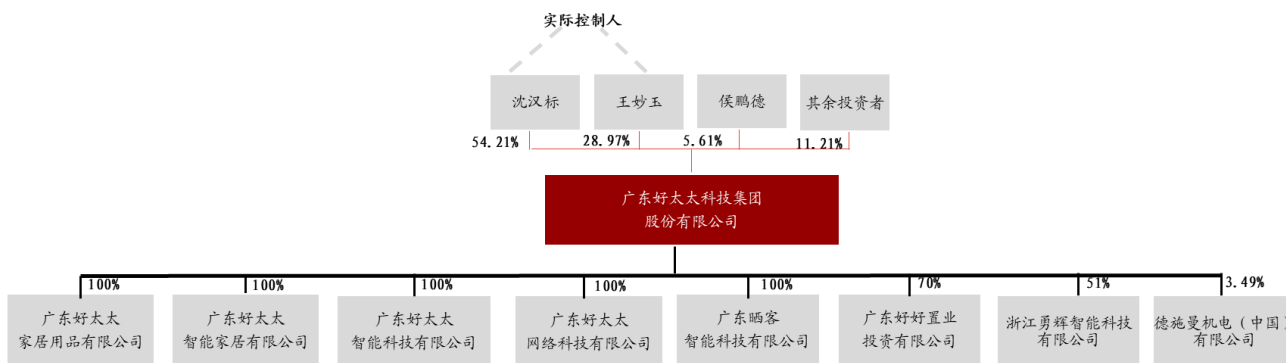 实际控制人
沈汉标
王妙玉
侯鹏德
其余投资者
54.21%
28.97%
5.61%
11.21%
广东好太太科技集团
股份有限公司
100%
100%
100%
100%
100%
70%
51%
3.49%
广东好太太
家居用品有限公司
广东好太太
智能家居有限公司
广东好太太
智能科技有限公司
广东好太太
网络科技有限公司
广东晒客
智能科技有限公司
广东好好置业
投资有限公司
浙江勇辉智能科技
有限公司
德施曼机电（中国）
有限公司